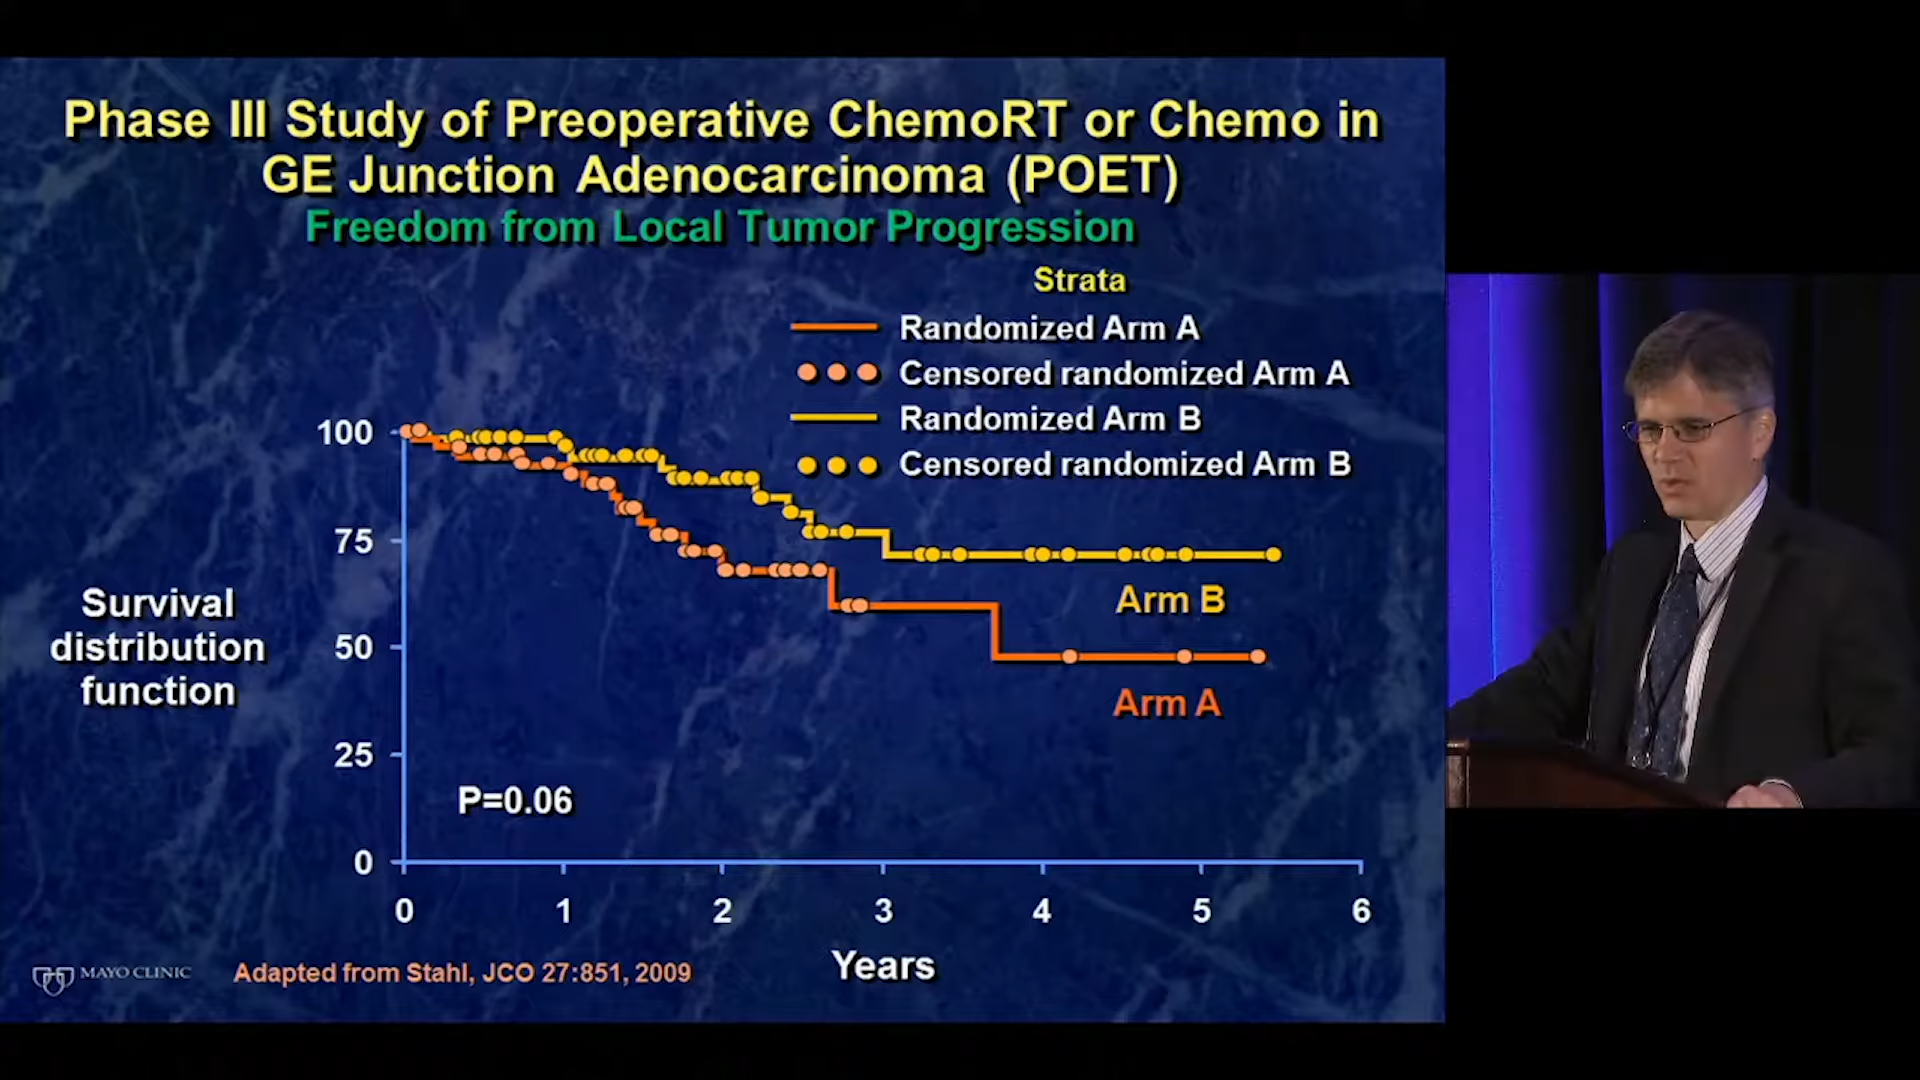 Phase III Study of Preoperative ChemoRT or Chemo in
GE Junction Adenocarcinoma (POET)
Freedom from Local Tumor Progression
Strata
Randomized Arm A
Censored randomized Arm A
Randomized Arm B
Censored randomized Arm B
100
75
50
25
0
Survival
distribution
function
Arm B
Arm A
P=0.06
0 1 2 3 4 5 6
Years
MAYO CLINIC
Adapted from Stahl, JCO 27:851, 2009